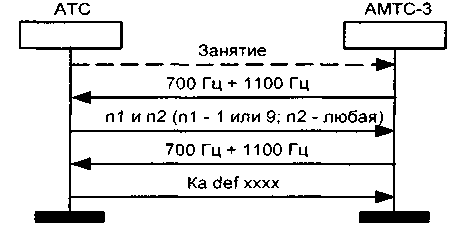 АТС АМТС-3
Занятие
700 Гц + 1100 Гц
n1 и n2 (n1 - 1 или 9; n2 - любая)
700 Гц + 1100 Гц
Ка def xxxx